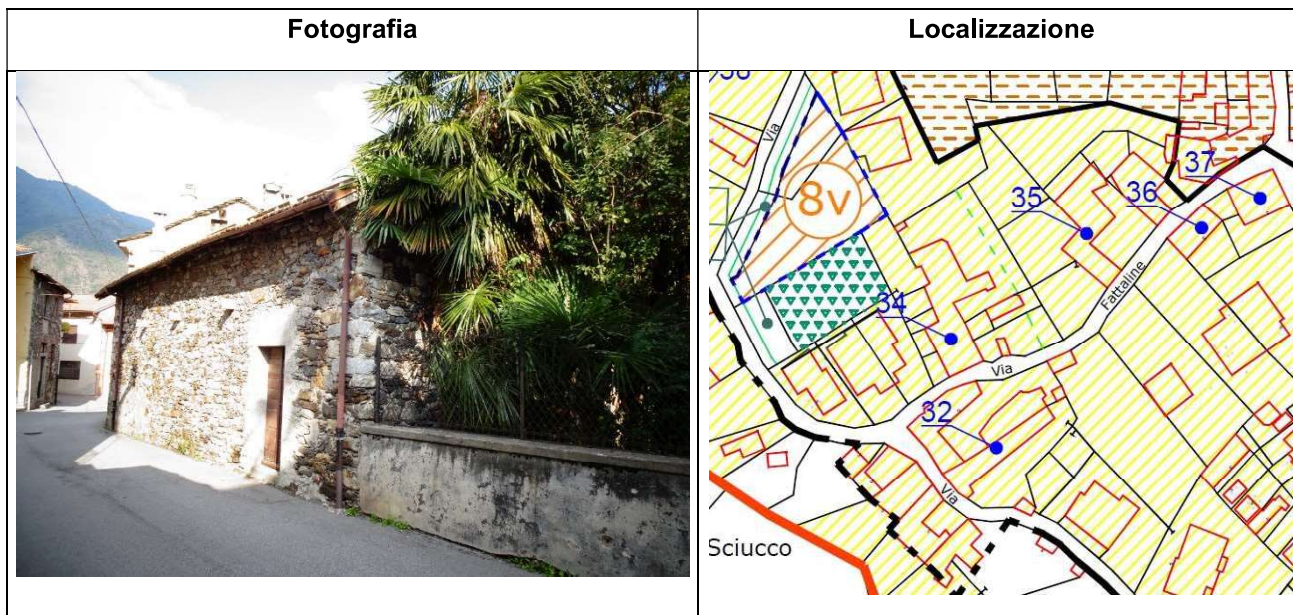 Fotografia
Localizzazione
Via
8v
35
36
37
34
Fattaline
Via
32
Via
Sciucco